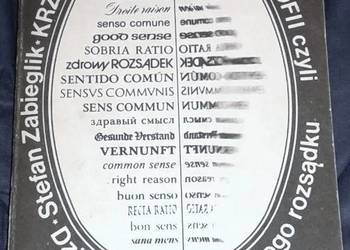 Droite raison
senso comune
good sense
SOBRIA RATIO
zdrowy ROZSĄDEK
SENTIDO COMÚN
SENSVS COMMVNIS
SENS COMMUN
здравый смысл
Gesunde Verstand
VERNUNFT
common sense
right reason
buon senso
RECTA RATIO
bon sens
sana mens
Stefan Zabieglik · KRZ
FII czyli
Dz
ego rozsądku